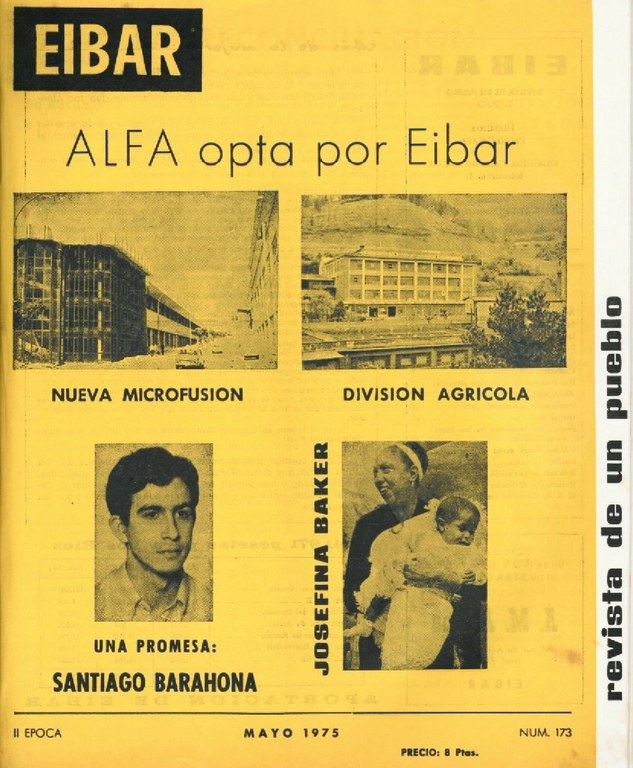 EIBAR
ALFA opta por Eibar
NUEVA MICROFUSION
DIVISION AGRICOLA
JOSEFINA BAKER
UNA PROMESA:
SANTIAGO BARAHONA
II EPOCA
MAYO 1975
NUM. 173
PRECIO: 8 Ptas.
revista de un pueblo